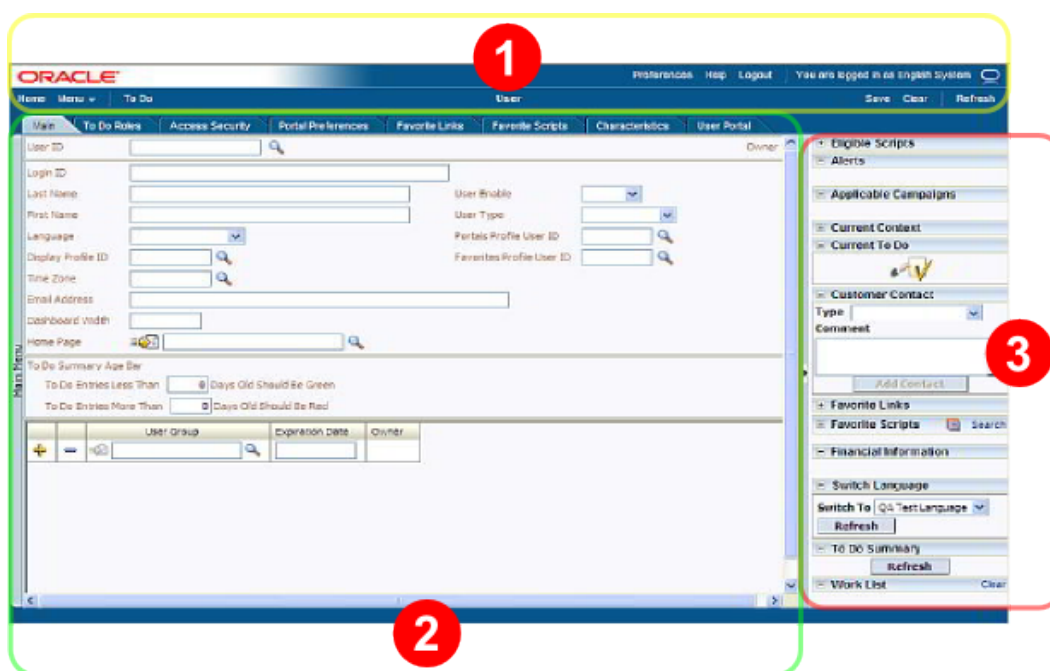 1
ORACLE
Preferences Help Logout You are logged in as English System
Home Menu To Do User Save Clear Refresh
Main To Do Roles Access Security Portal Preferences Favorite Links Favorite Scripts Characteristics User Portal
User ID Owner
Login ID
Last Name User Enable
First Name User Type
Language Portals Profile User ID
Display Profile ID Favorites Profile User ID
Time Zone
Email Address
Dashboard Width
Home Page
Main Menu
To Do Summary Age Bar
To Do Entries Less Than 0 Days Old Should Be Green
To Do Entries More Than 0 Days Old Should Be Red
User Group Expiration Date Owner
2
Eligible Scripts
Alerts
Applicable Campaigns
Current Context
Current To Do
Customer Contact
Type
Comment
3
Add Contact
Favorite Links
Favorite Scripts Search
Financial Information
Switch Language
Switch To QA Test Language
Refresh
To Do Summary
Refresh
Work List Clear